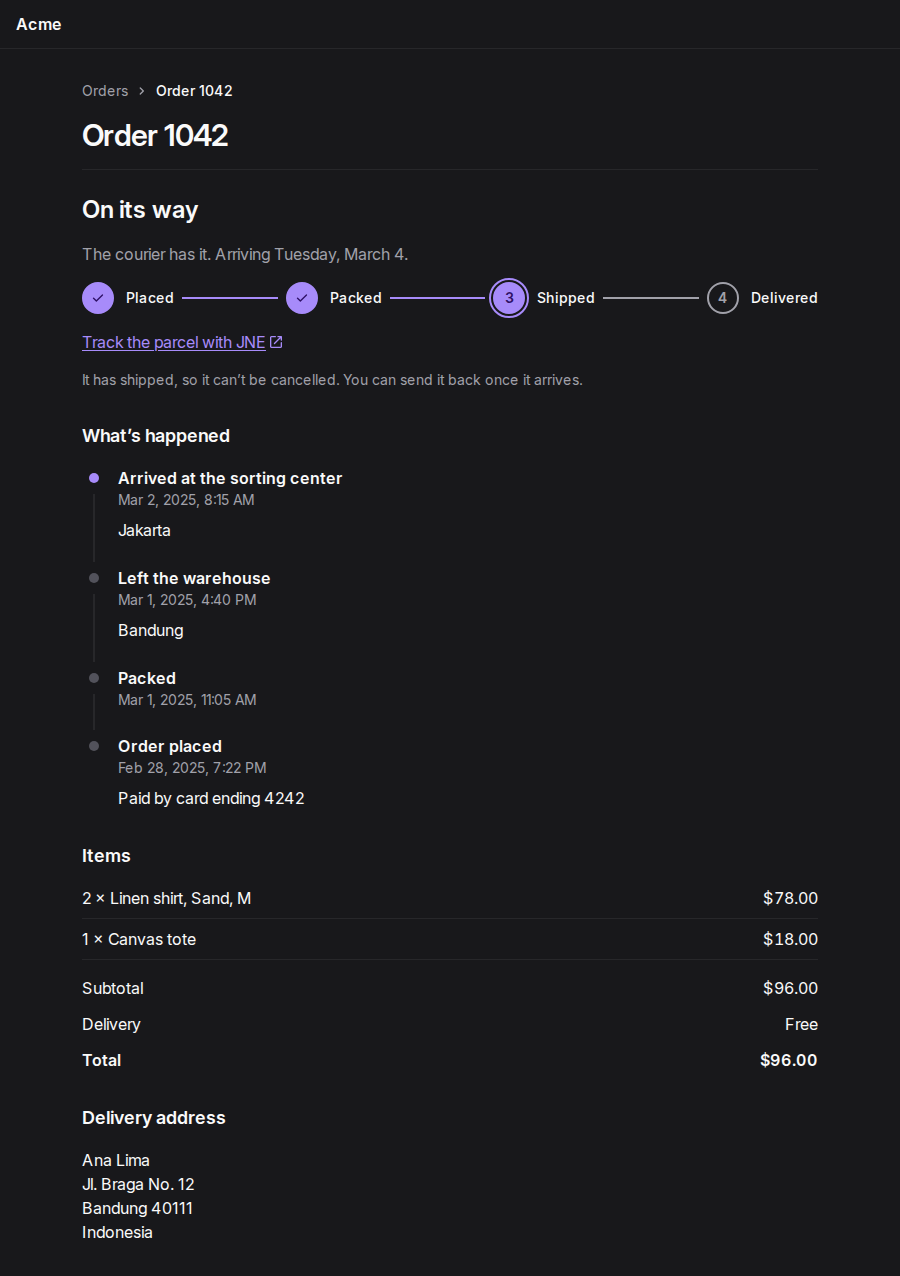 Acme
Orders > Order 1042
Order 1042
On its way
The courier has it. Arriving Tuesday, March 4.
Placed Packed 3 Shipped 4 Delivered
Track the parcel with JNE
It has shipped, so it can’t be cancelled. You can send it back once it arrives.
What’s happened
Arrived at the sorting center
Mar 2, 2025, 8:15 AM
Jakarta
Left the warehouse
Mar 1, 2025, 4:40 PM
Bandung
Packed
Mar 1, 2025, 11:05 AM
Order placed
Feb 28, 2025, 7:22 PM
Paid by card ending 4242
Items
2 × Linen shirt, Sand, M $78.00
1 × Canvas tote $18.00
Subtotal $96.00
Delivery Free
Total $96.00
Delivery address
Ana Lima
Jl. Braga No. 12
Bandung 40111
Indonesia